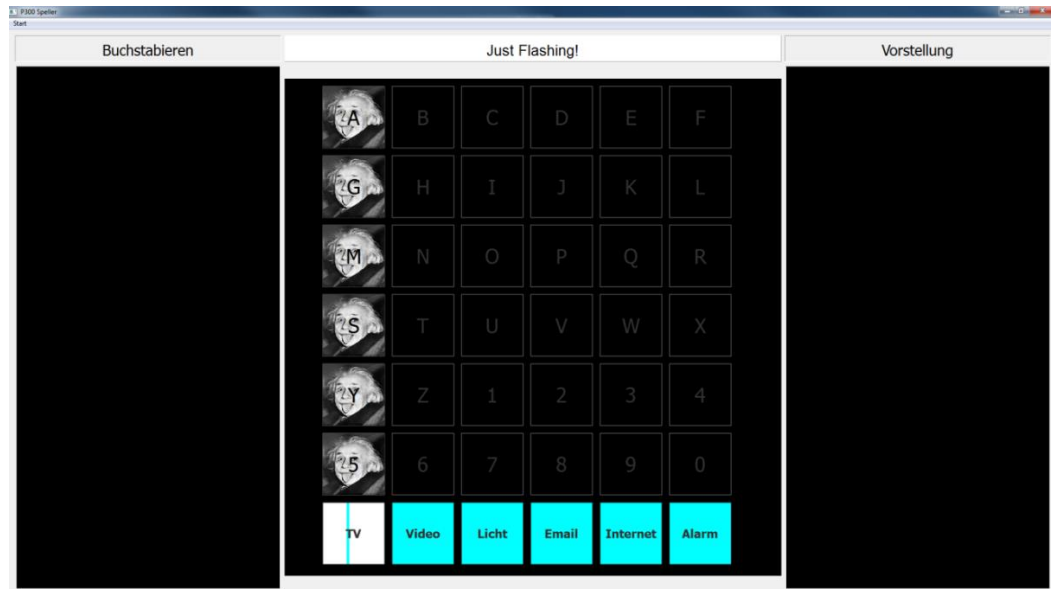 P300 Speller
Start
Buchstabieren
Just Flashing!
Vorstellung
A B C D E F
G H I J K L
M N O P Q R
S T U V W X
Y Z 1 2 3 4
5 6 7 8 9 0
TV Video Licht Email Internet Alarm